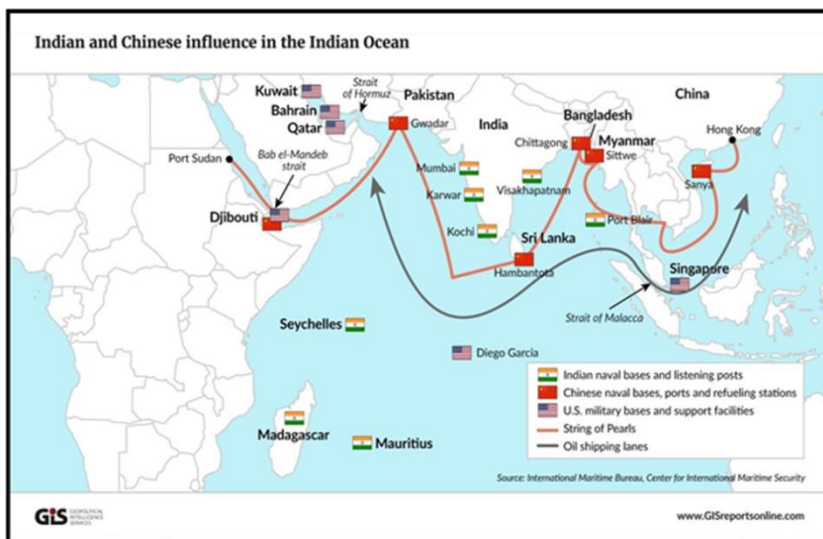 Indian and Chinese influence in the Indian Ocean
Kuwait
Bahrain
Qatar
Strait
of Hormuz
Pakistan
Gwadar
India
Bangladesh
Chittagong
Myanmar
Sittwe
China
Hong Kong
Sanya
Port Sudan
Bab el-Mandeb
strait
Djibouti
Mumbai
Karwar
Kochi
Visakhapatnam
Port Blair
Sri Lanka
Hambantota
Singapore
Strait of Malacca
Seychelles
Diego Garcia
Madagascar
Mauritius
Indian naval bases and listening posts
Chinese naval bases, ports and refueling stations
U.S. military bases and support facilities
String of Pearls
Oil shipping lanes
Source: International Maritime Bureau, Center for International Maritime Security
GIS
GEOPOLITICAL
INTELLIGENCE
SERVICES
www.GISreportsonline.com